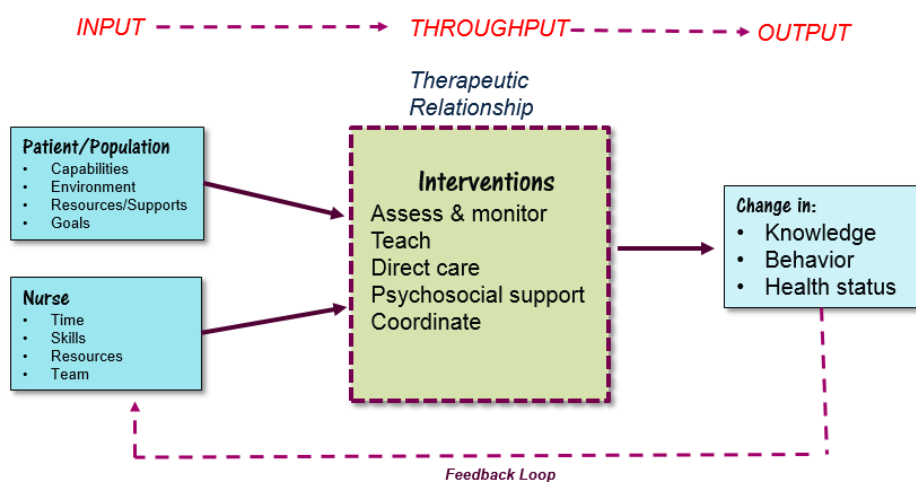 INPUT
THROUGHPUT
OUTPUT
Therapeutic
Relationship
Patient/Population
• Capabilities
• Environment
• Resources/Supports
• Goals
Nurse
• Time
• Skills
• Resources
• Team
Interventions
Assess & monitor
Teach
Direct care
Psychosocial support
Coordinate
Change in:
• Knowledge
• Behavior
• Health status
Feedback Loop